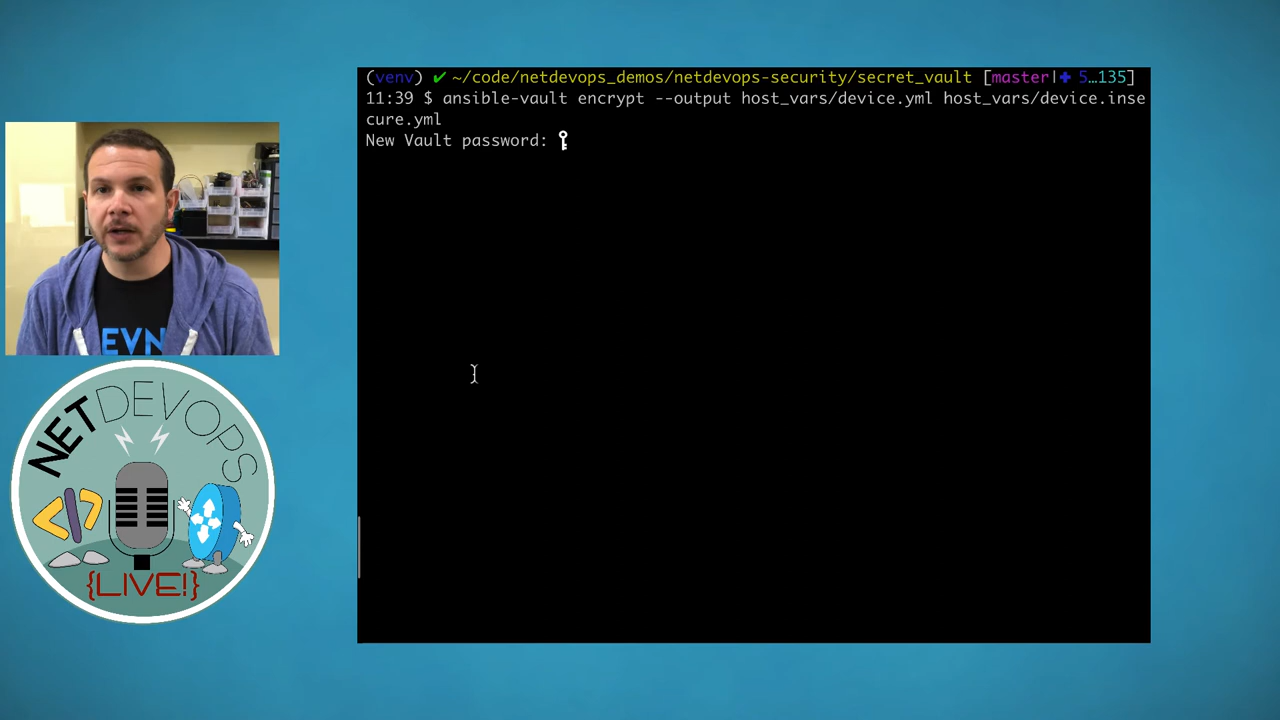 (venv) ✔ ~/code/netdevops_demos/netdevops-security/secret_vault [master|✚ 5…135]
11:39 $ ansible-vault encrypt --output host_vars/device.yml host_vars/device.inse
cure.yml
New Vault password:
EVN
NETDEVOPS
</>
{LIVE!}